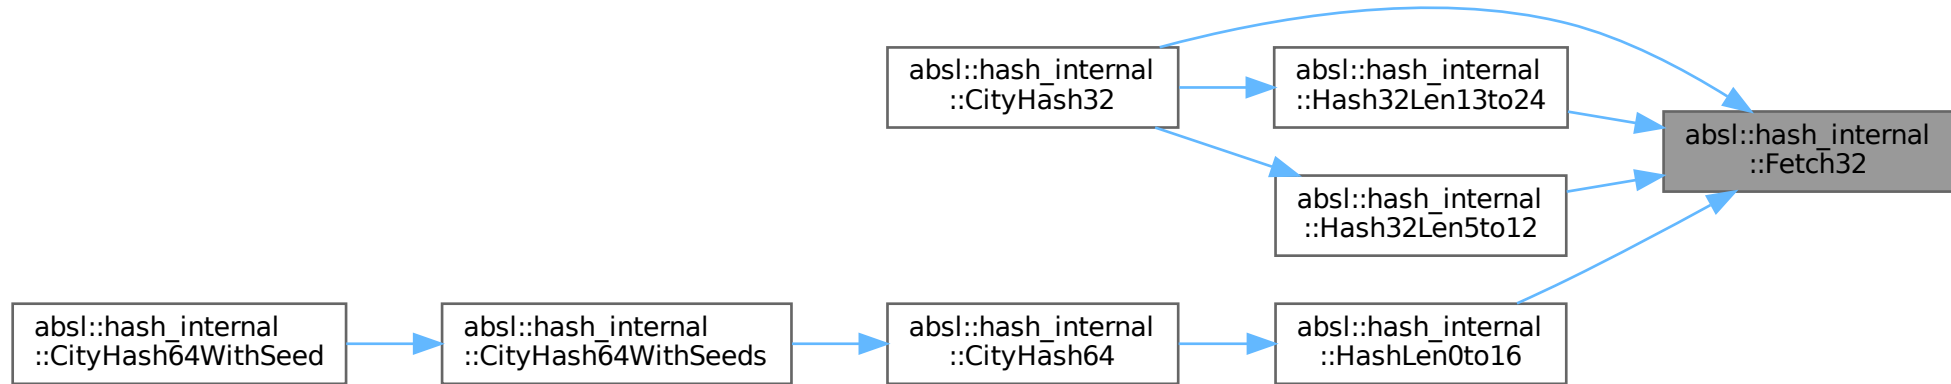 absl::hash_internal
::CityHash32
absl::hash_internal
::Hash32Len13to24
absl::hash_internal
::Fetch32
absl::hash_internal
::Hash32Len5to12
absl::hash_internal
::CityHash64WithSeed
absl::hash_internal
::CityHash64WithSeeds
absl::hash_internal
::CityHash64
absl::hash_internal
::HashLen0to16